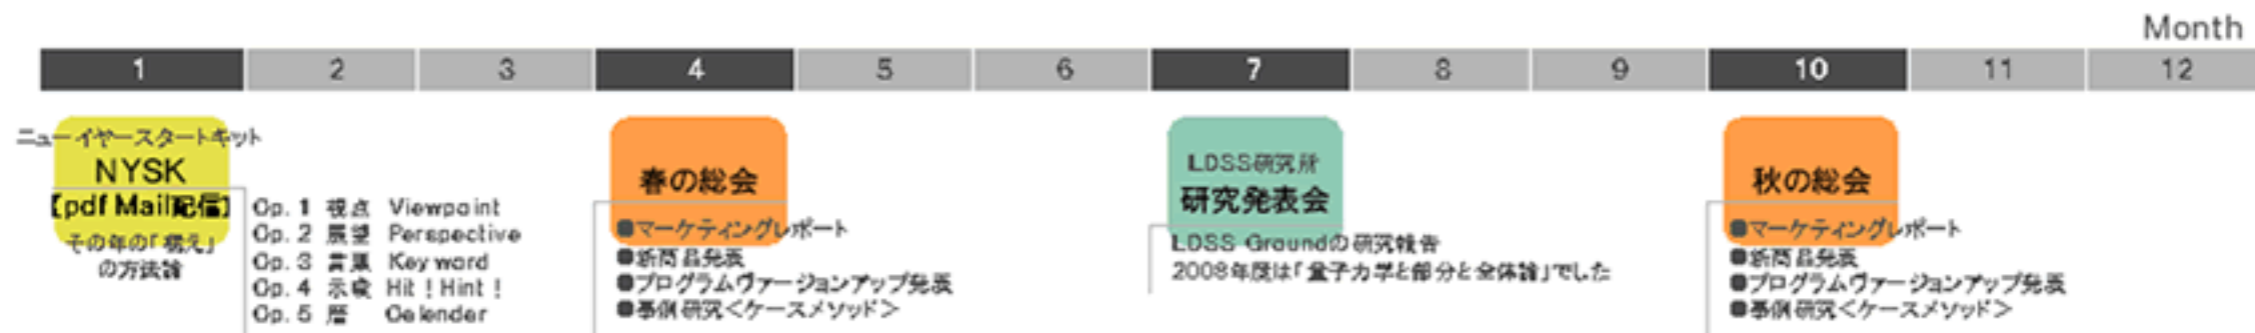 Month
1 2 3 4 5 6 7 8 9 10 11 12
ニューイヤースタートキット
NYSK
【pdf Mail配信】
その年の「構え」
の方法論
Op. 1 視点 Viewpoint
Op. 2 展望 Perspective
Op. 3 言葉 Key word
Op. 4 示唆 Hit ! Hint !
Op. 5 暦 Calender
春の総会
■マーケティングレポート
■新商品発表
■プログラムヴァージョンアップ発表
■事例研究＜ケースメソッド＞
LDSS研究所
研究発表会
LDSS Groundの研究報告
2008年度は「量子力学と部分と全体論」でした
秋の総会
■マーケティングレポート
■新商品発表
■プログラムヴァージョンアップ発表
■事例研究＜ケースメソッド＞